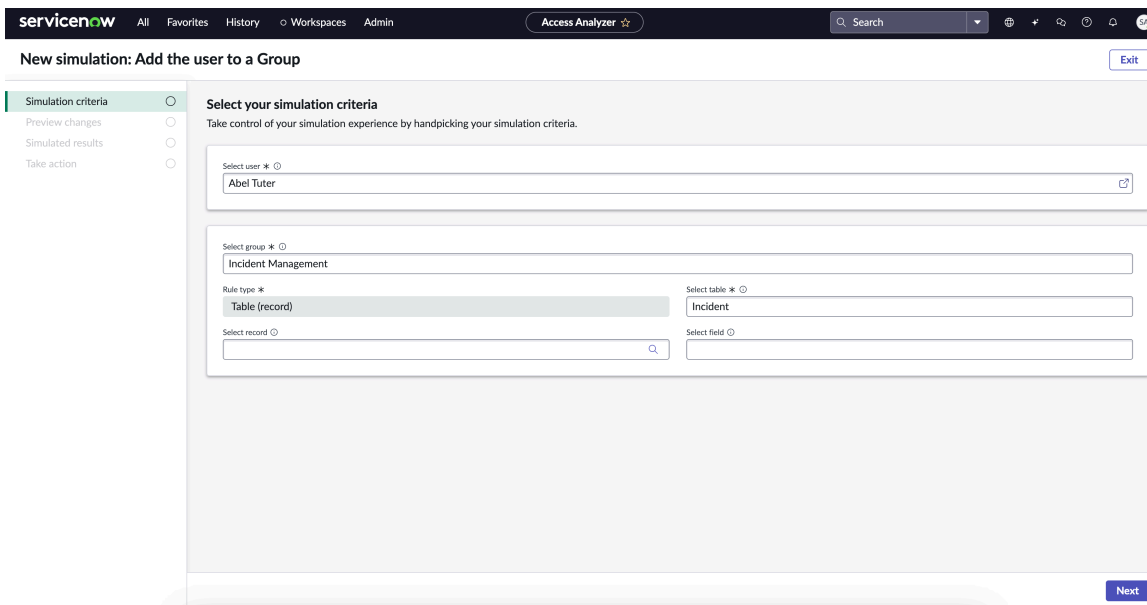 servicenow All Favorites History Workspaces Admin Access Analyzer Search
New simulation: Add the user to a Group Exit
Simulation criteria
Preview changes
Simulated results
Take action
Select your simulation criteria
Take control of your simulation experience by handpicking your simulation criteria.
Select user *
Abel Tuter
Select group *
Incident Management
Rule type * Select table *
Table (record) Incident
Select record Select field
Next